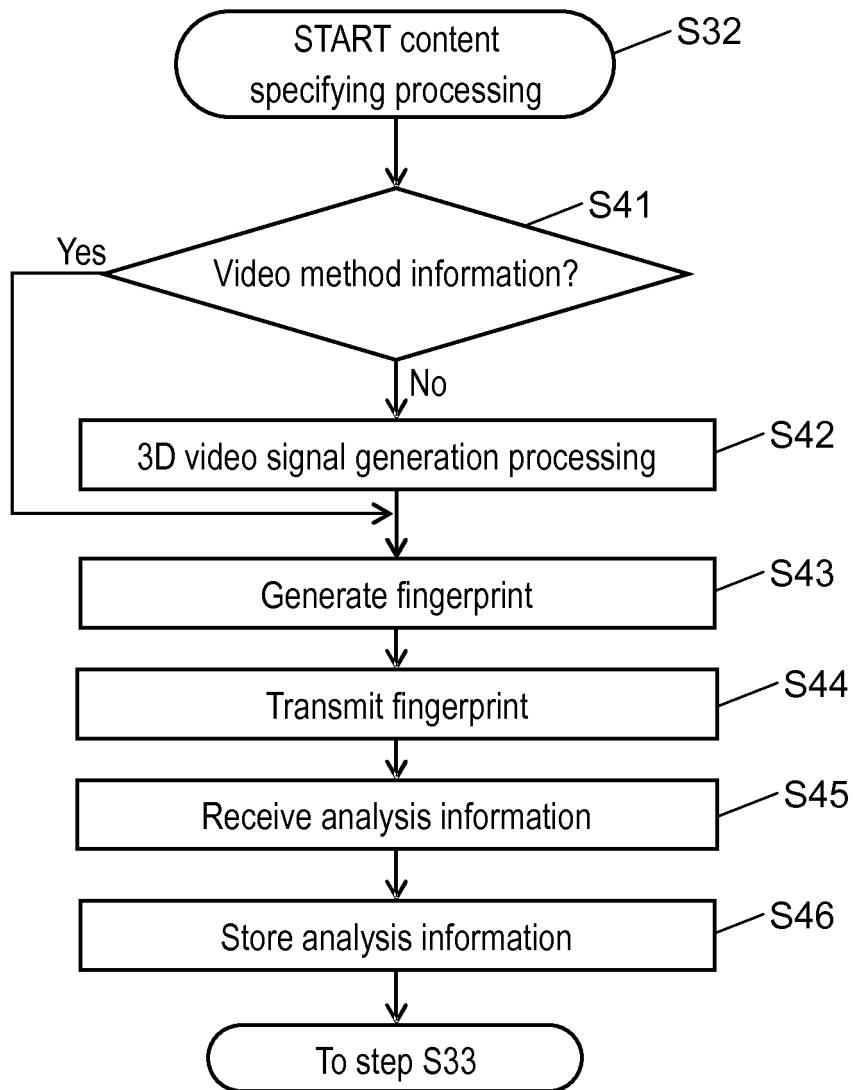 START content
specifying processing
S32
S41
Yes
Video method information?
No
S42
3D video signal generation processing
S43
Generate fingerprint
S44
Transmit fingerprint
S45
Receive analysis information
S46
Store analysis information
To step S33